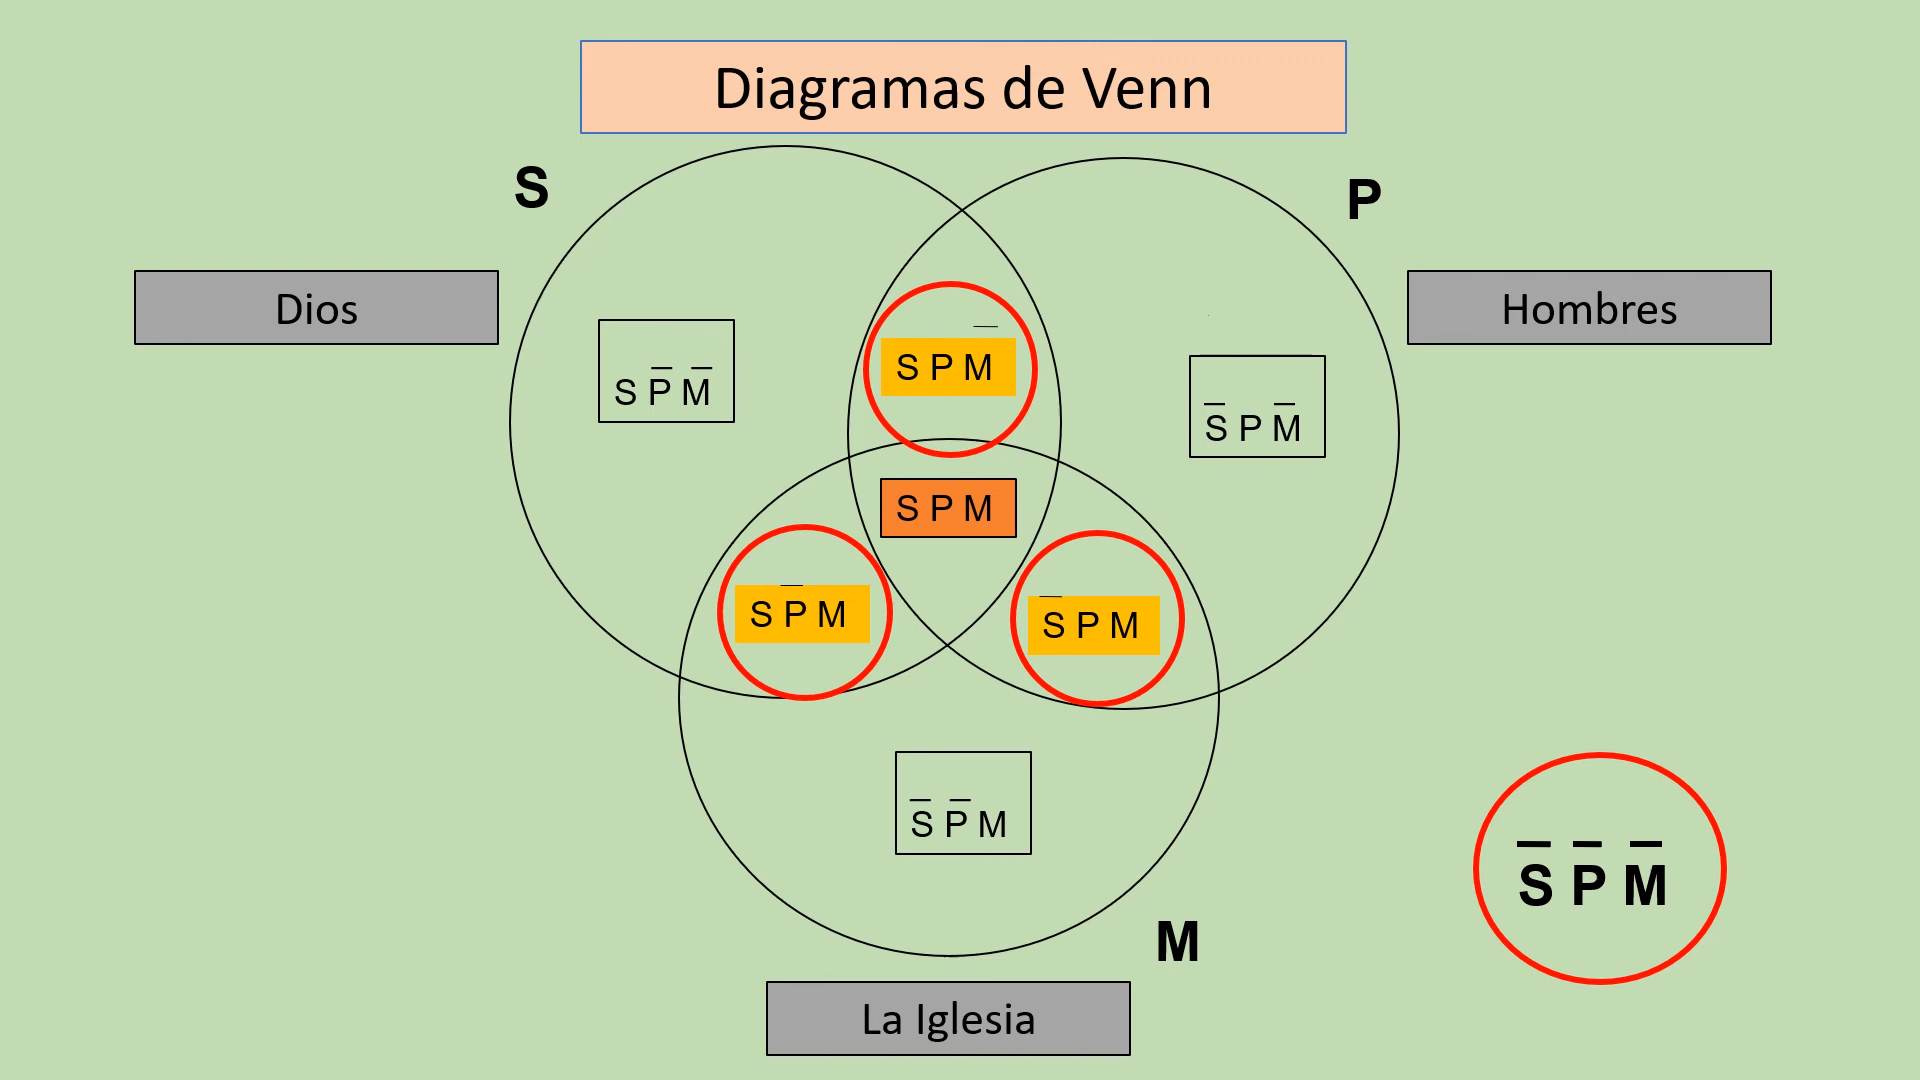 Diagramas de Venn
S
P
Dios
Hombres
S P M̅
S P̅ M̅
S̅ P M̅
S P M
S P̅ M
S̅ P M
S̅ P̅ M
S̅ P̅ M̅
M
La Iglesia